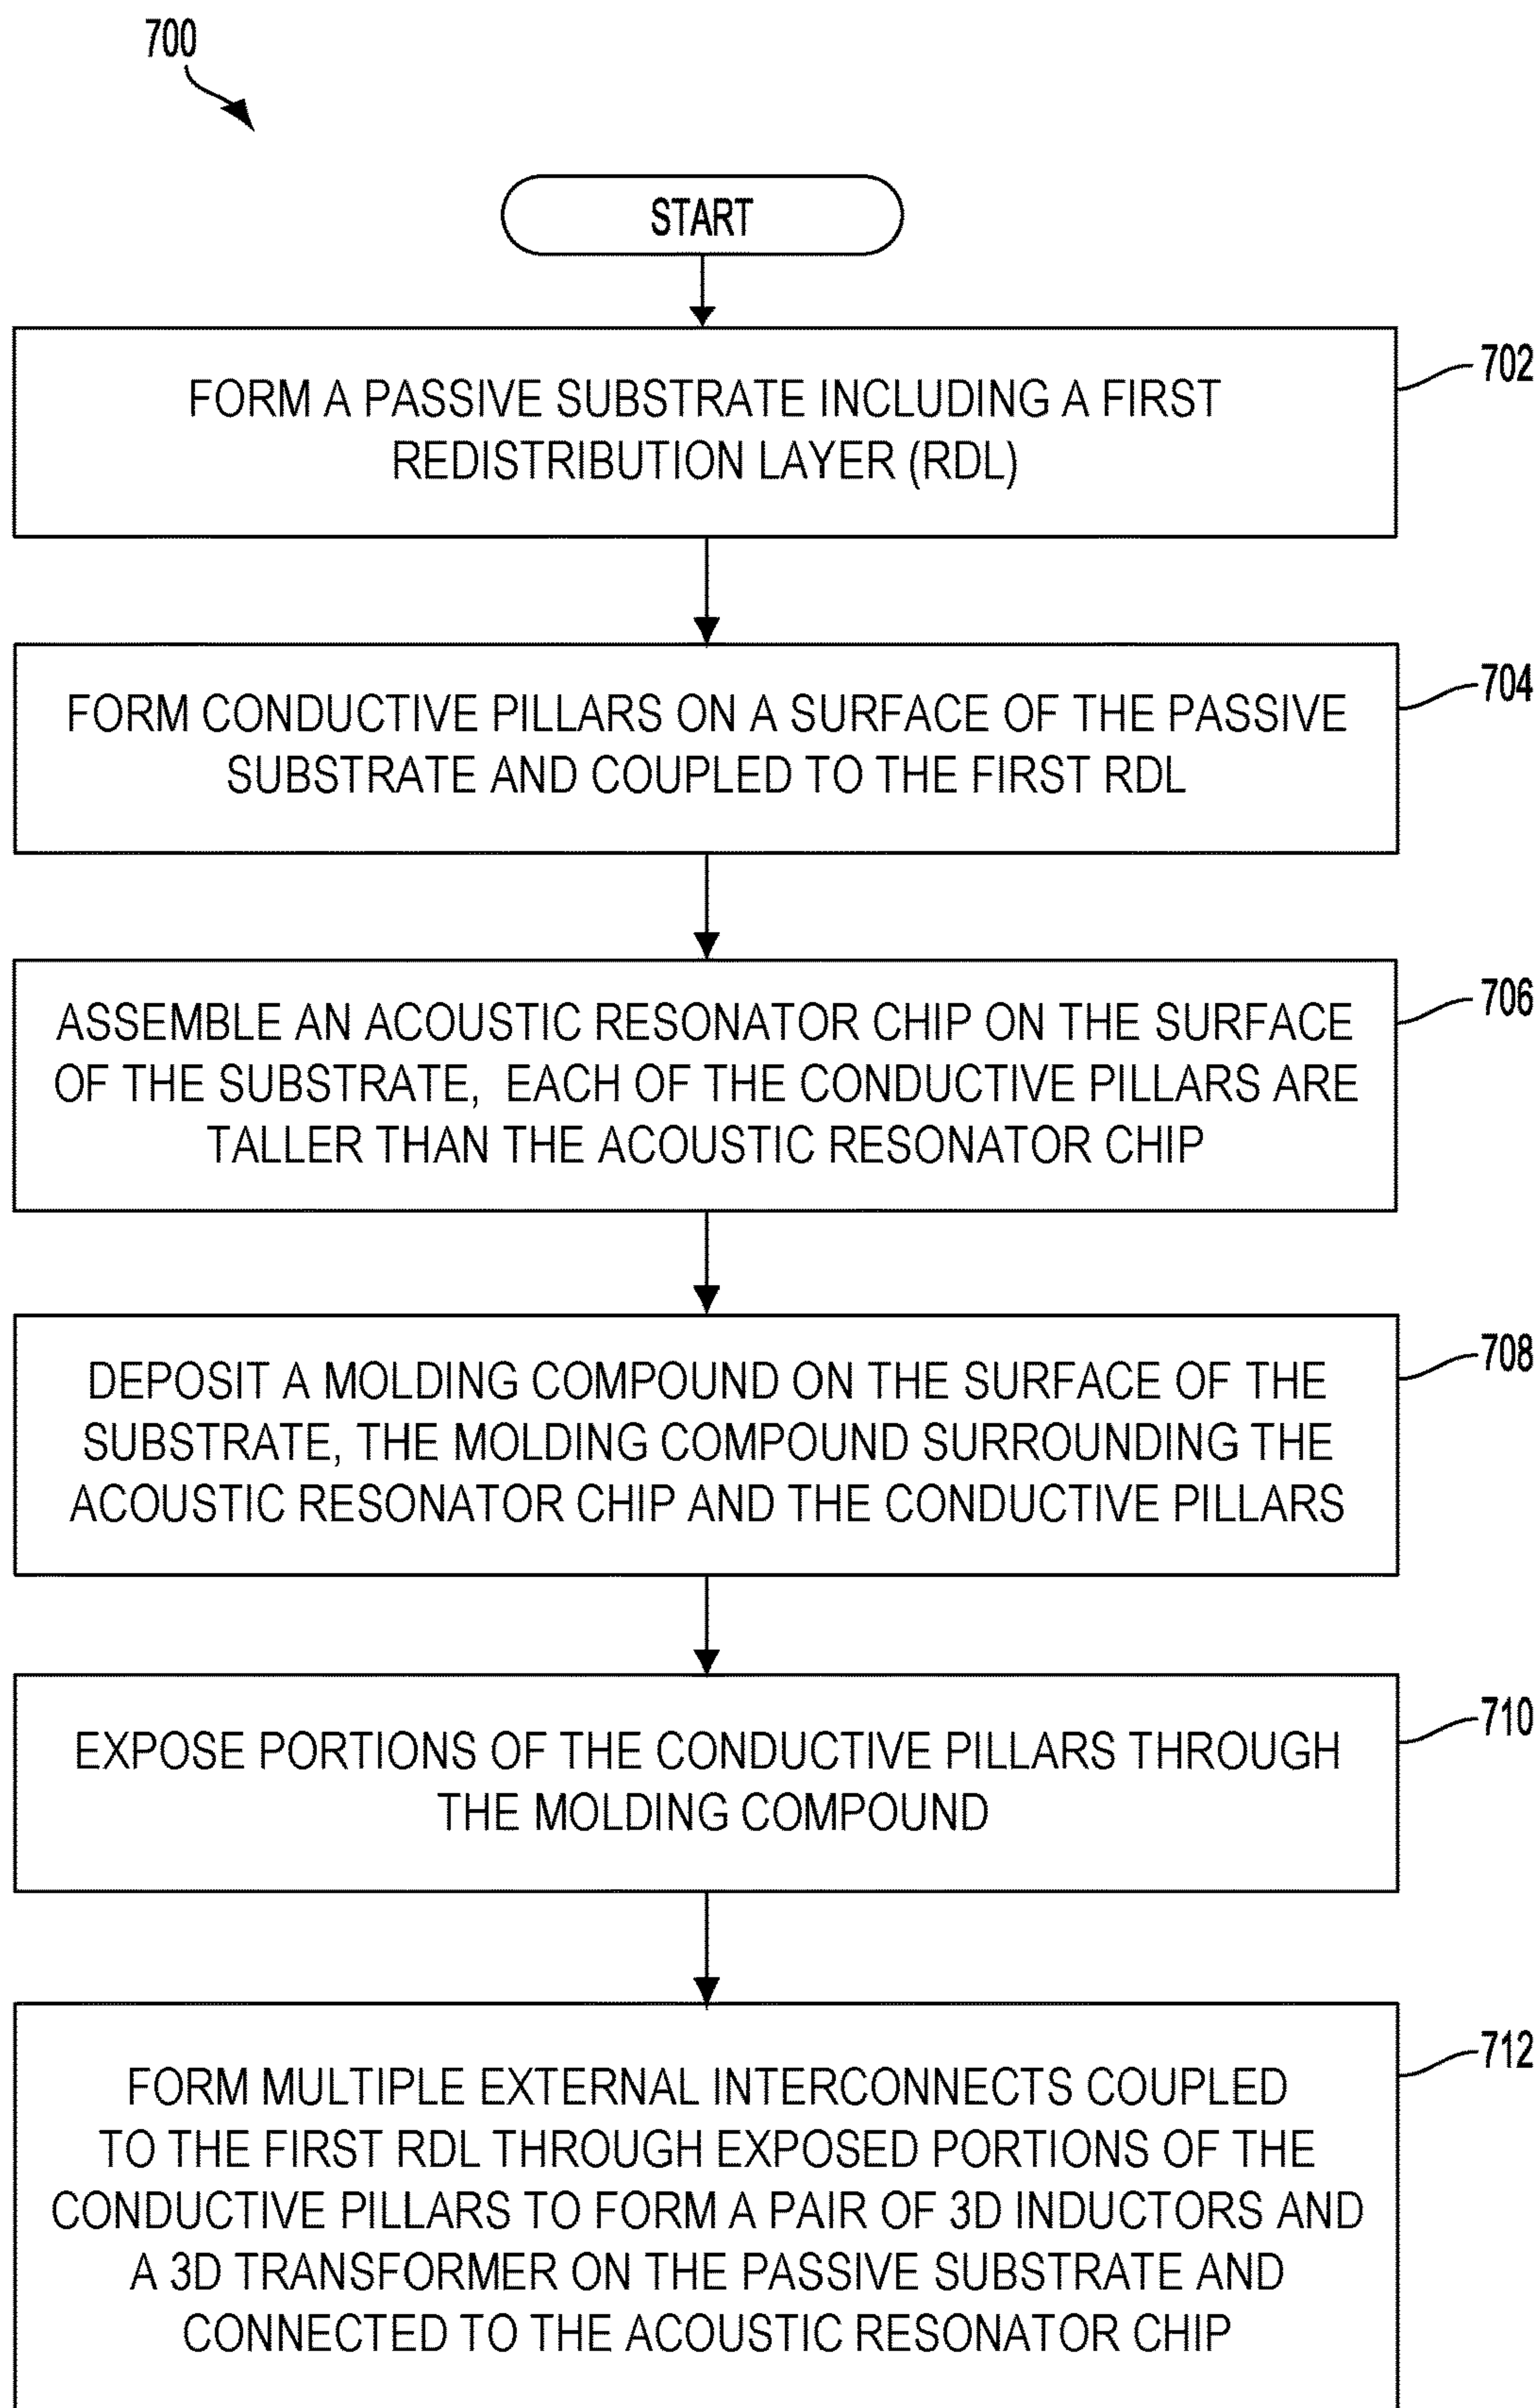 700
START
702
FORM A PASSIVE SUBSTRATE INCLUDING A FIRST
REDISTRIBUTION LAYER (RDL)
704
FORM CONDUCTIVE PILLARS ON A SURFACE OF THE PASSIVE
SUBSTRATE AND COUPLED TO THE FIRST RDL
706
ASSEMBLE AN ACOUSTIC RESONATOR CHIP ON THE SURFACE
OF THE SUBSTRATE, EACH OF THE CONDUCTIVE PILLARS ARE
TALLER THAN THE ACOUSTIC RESONATOR CHIP
708
DEPOSIT A MOLDING COMPOUND ON THE SURFACE OF THE
SUBSTRATE, THE MOLDING COMPOUND SURROUNDING THE
ACOUSTIC RESONATOR CHIP AND THE CONDUCTIVE PILLARS
710
EXPOSE PORTIONS OF THE CONDUCTIVE PILLARS THROUGH
THE MOLDING COMPOUND
712
FORM MULTIPLE EXTERNAL INTERCONNECTS COUPLED
TO THE FIRST RDL THROUGH EXPOSED PORTIONS OF THE
CONDUCTIVE PILLARS TO FORM A PAIR OF 3D INDUCTORS AND
A 3D TRANSFORMER ON THE PASSIVE SUBSTRATE AND
CONNECTED TO THE ACOUSTIC RESONATOR CHIP